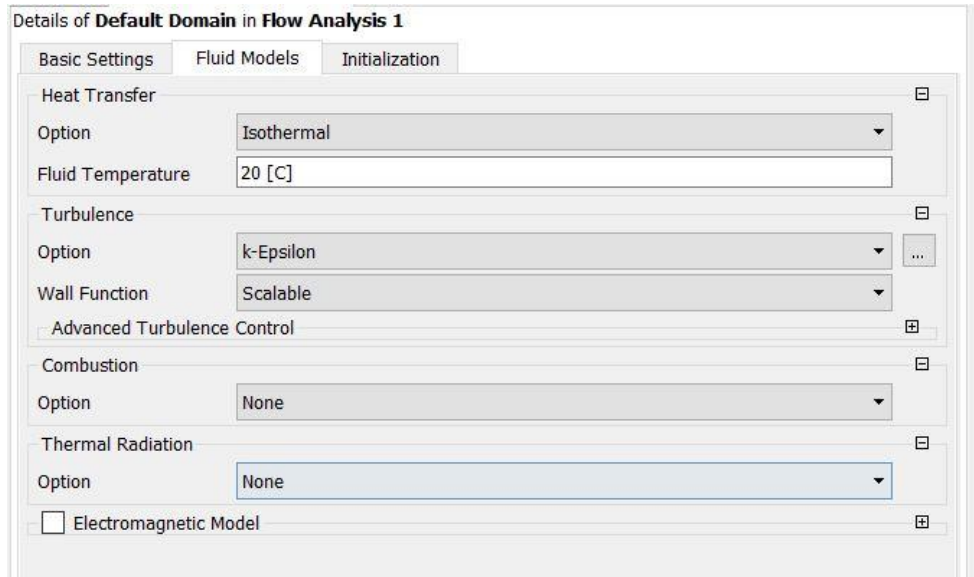 Details of Default Domain in Flow Analysis 1
Basic Settings Fluid Models Initialization
Heat Transfer
Option Isothermal
Fluid Temperature 20 [C]
Turbulence
Option k-Epsilon ...
Wall Function Scalable
Advanced Turbulence Control
Combustion
Option None
Thermal Radiation
Option None
Electromagnetic Model